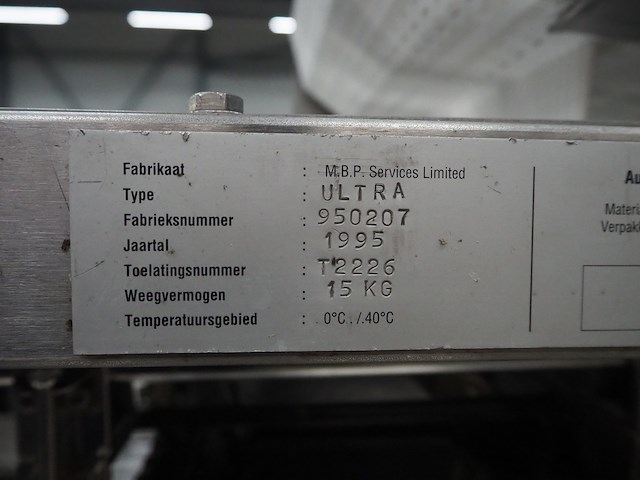 Fabrikaat : M.B.P. Services Limited
Type : ULTRA
Fabrieksnummer : 950207
Jaartal : 1995
Toelatingsnummer : T2226
Weegvermogen : 15 KG
Temperatuursgebied : 0°C../.40°C